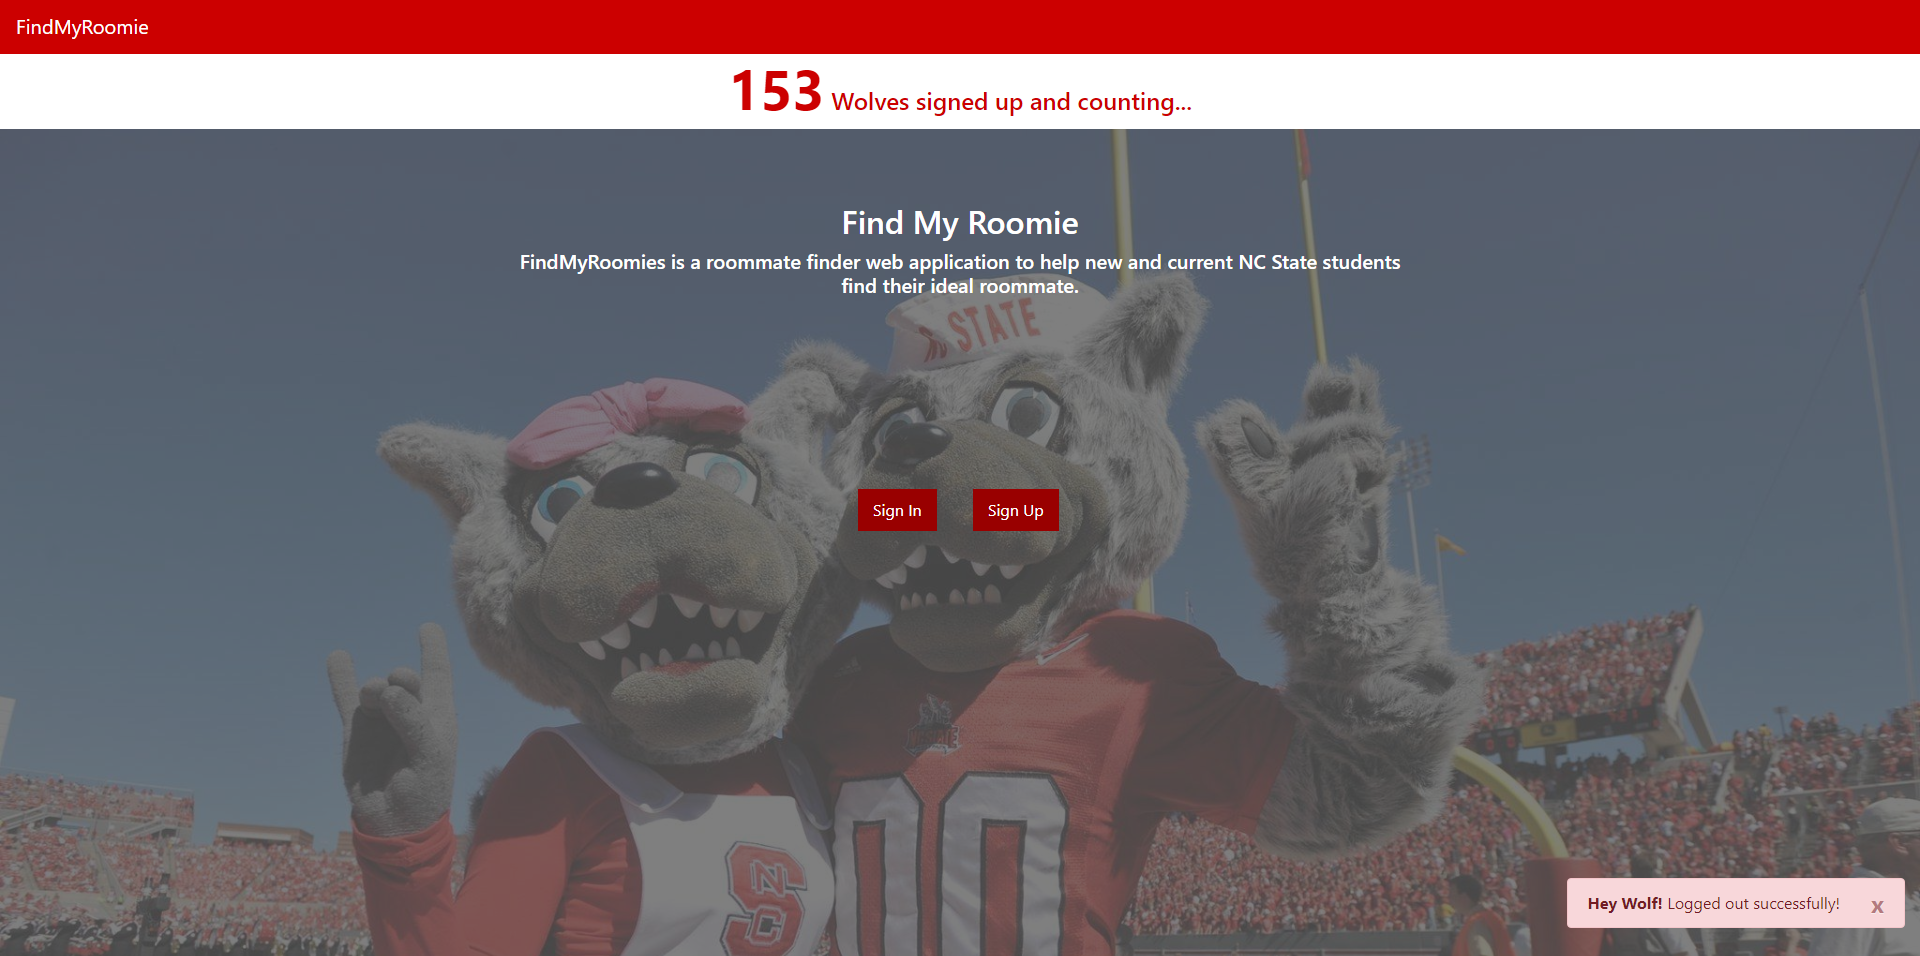 FindMyRoomie
153 Wolves signed up and counting...
Find My Roomie
FindMyRoomies is a roommate finder web application to help new and current NC State students
find their ideal roommate.
STATE
Sign In
Sign Up
NC STATE
00
NCS
Hey Wolf! Logged out successfully! x